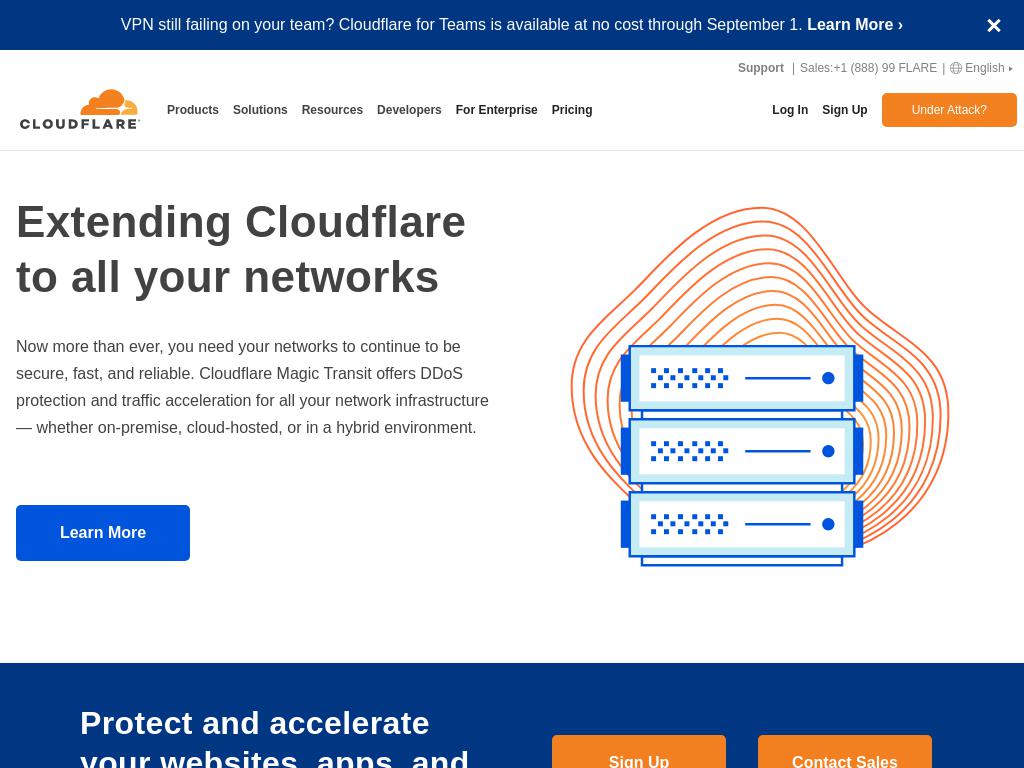 VPN still failing on your team? Cloudflare for Teams is available at no cost through September 1. Learn More ›
Support | Sales:+1 (888) 99 FLARE | English
CLOUDFLARE
Products Solutions Resources Developers For Enterprise Pricing Log In Sign Up Under Attack?
Extending Cloudflare
to all your networks
Now more than ever, you need your networks to continue to be
secure, fast, and reliable. Cloudflare Magic Transit offers DDoS
protection and traffic acceleration for all your network infrastructure
— whether on-premise, cloud-hosted, or in a hybrid environment.
Learn More
Protect and accelerate
your websites, apps, and
Sign Up Contact Sales